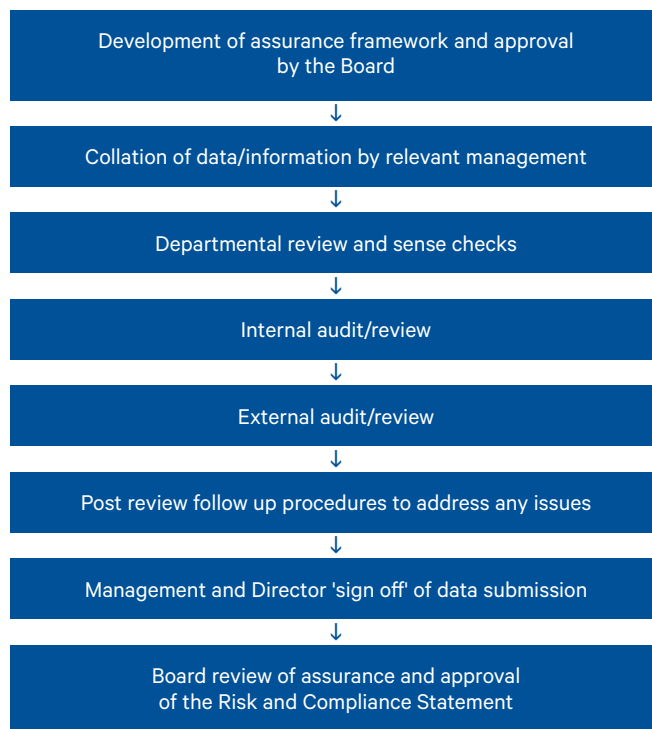 Development of assurance framework and approval
by the Board
↓
Collation of data/information by relevant management
↓
Departmental review and sense checks
↓
Internal audit/review
↓
External audit/review
↓
Post review follow up procedures to address any issues
↓
Management and Director 'sign off' of data submission
↓
Board review of assurance and approval
of the Risk and Compliance Statement